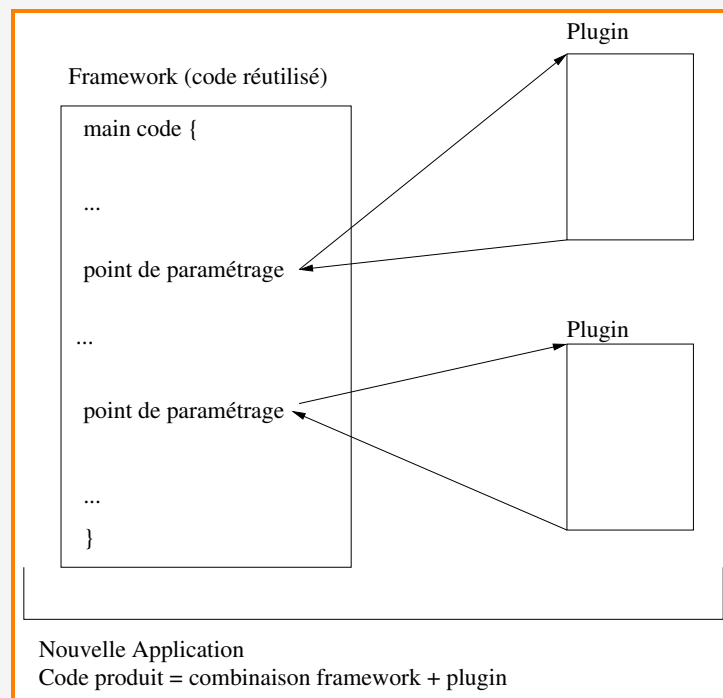 Plugin
Framework (code réutilisé)
main code {
...
point de paramétrage
...
Plugin
point de paramétrage
...
}
Nouvelle Application
Code produit = combinaison framework + plugin